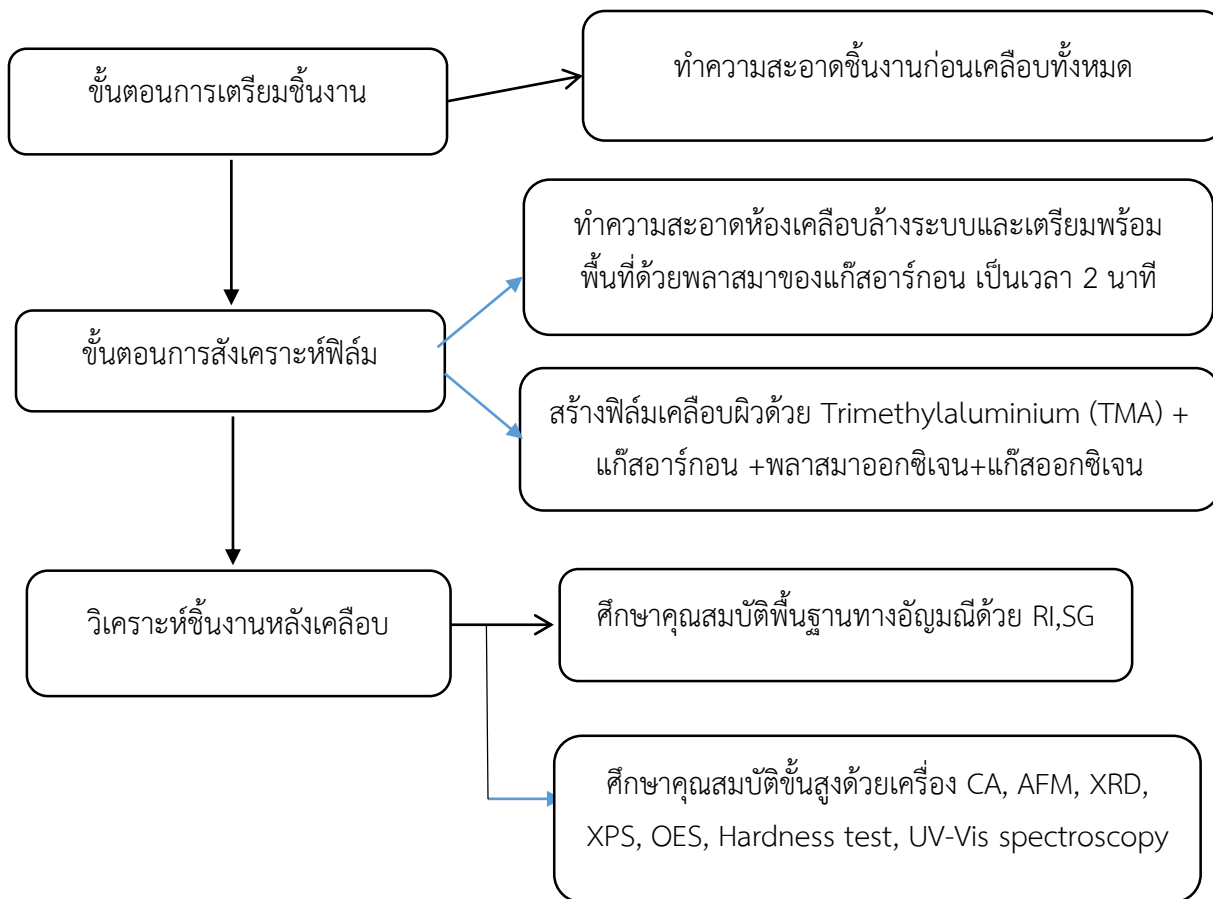 ขั้นตอนการเตรียมชิ้นงาน
ทำความสะอาดชิ้นงานก่อนเคลือบทั้งหมด
ขั้นตอนการสังเคราะห์ฟิล์ม
ทำความสะอาดห้องเคลือบล้างระบบและเตรียมพร้อม
พื้นที่ด้วยพลาสมาของแก๊สอาร์กอน เป็นเวลา 2 นาที
สร้างฟิล์มเคลือบผิวด้วย Trimethylaluminium (TMA) +
แก๊สอาร์กอน +พลาสมาออกซิเจน+แก๊สออกซิเจน
วิเคราะห์ชิ้นงานหลังเคลือบ
ศึกษาคุณสมบัติพื้นฐานทางอัญมณีด้วย RI,SG
ศึกษาคุณสมบัติขั้นสูงด้วยเครื่อง CA, AFM, XRD,
XPS, OES, Hardness test, UV-Vis spectroscopy